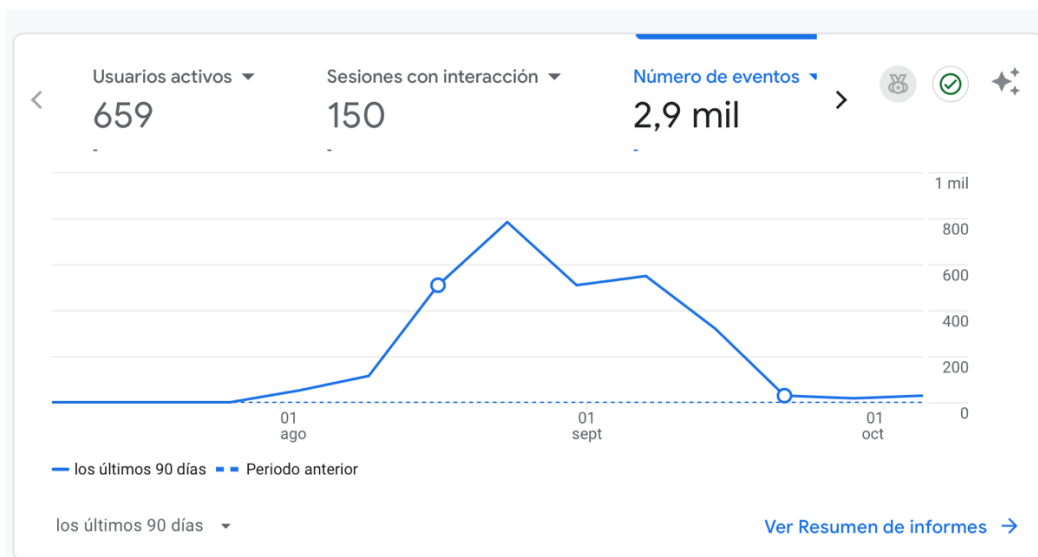 Usuarios activos
Sesiones con interacción
Número de eventos
659
150
2,9 mil
-
-
-
1 mil
800
600
400
200
0
01
ago
01
sept
01
oct
los últimos 90 días
Periodo anterior
los últimos 90 días
Ver Resumen de informes